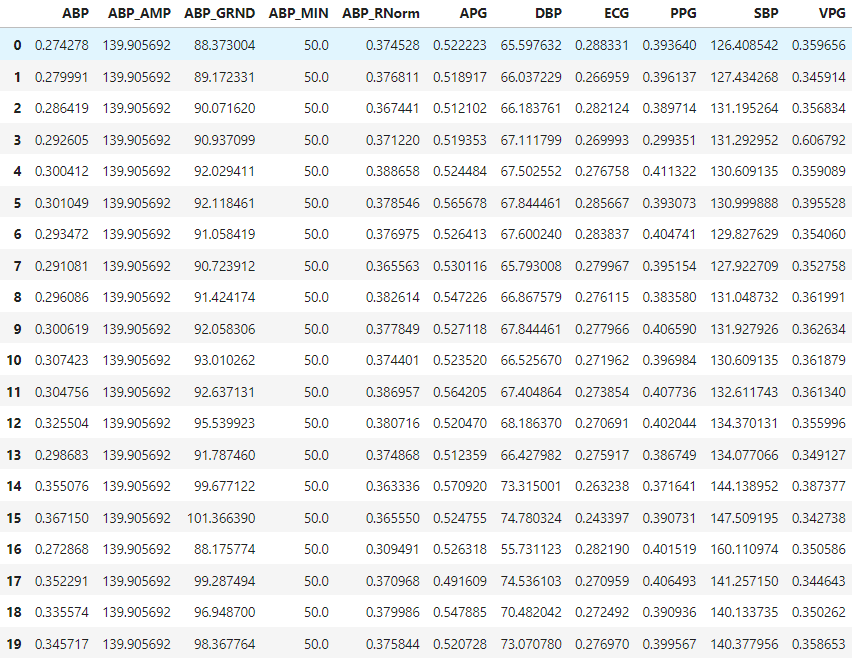 ABP ABP_AMP ABP_GRND ABP_MIN ABP_RNorm APG DBP ECG PPG SBP VPG
0 0.274278 139.905692 88.373004 50.0 0.374528 0.522223 65.597632 0.288331 0.393640 126.408542 0.359656
1 0.279991 139.905692 89.172331 50.0 0.376811 0.518917 66.037229 0.266959 0.396137 127.434268 0.345914
2 0.286419 139.905692 90.071620 50.0 0.367441 0.512102 66.183761 0.282124 0.389714 131.195264 0.356834
3 0.292605 139.905692 90.937099 50.0 0.371220 0.519353 67.111799 0.269993 0.299351 131.292952 0.606792
4 0.300412 139.905692 92.029411 50.0 0.388658 0.524484 67.502552 0.276758 0.411322 130.609135 0.359089
5 0.301049 139.905692 92.118461 50.0 0.378546 0.565678 67.844461 0.285667 0.393073 130.999888 0.395528
6 0.293472 139.905692 91.058419 50.0 0.376975 0.526413 67.600240 0.283837 0.404741 129.827629 0.354060
7 0.291081 139.905692 90.723912 50.0 0.365563 0.530116 65.793008 0.279967 0.395154 127.922709 0.352758
8 0.296086 139.905692 91.424174 50.0 0.382614 0.547226 66.867579 0.276115 0.383580 131.048732 0.361991
9 0.300619 139.905692 92.058306 50.0 0.377849 0.527118 67.844461 0.277966 0.406590 131.927926 0.362634
10 0.307423 139.905692 93.010262 50.0 0.374401 0.523520 66.525670 0.271962 0.396984 130.609135 0.361879
11 0.304756 139.905692 92.637131 50.0 0.386957 0.564205 67.404864 0.273854 0.407736 132.611743 0.361340
12 0.325504 139.905692 95.539923 50.0 0.380716 0.520470 68.186370 0.270691 0.402044 134.370131 0.355996
13 0.298683 139.905692 91.787460 50.0 0.374868 0.512359 66.427982 0.275917 0.386749 134.077066 0.349127
14 0.355076 139.905692 99.677122 50.0 0.363336 0.570920 73.315001 0.263238 0.371641 144.138952 0.387377
15 0.367150 139.905692 101.366390 50.0 0.365550 0.524755 74.780324 0.243397 0.390731 147.509195 0.342738
16 0.272868 139.905692 88.175774 50.0 0.309491 0.526318 55.731123 0.282190 0.401519 160.110974 0.350586
17 0.352291 139.905692 99.287494 50.0 0.370968 0.491609 74.536103 0.270959 0.406493 141.257150 0.344643
18 0.335574 139.905692 96.948700 50.0 0.379986 0.547885 70.482042 0.272492 0.390936 140.133735 0.350262
19 0.345717 139.905692 98.367764 50.0 0.375844 0.520728 73.070780 0.276970 0.399567 140.377956 0.358653